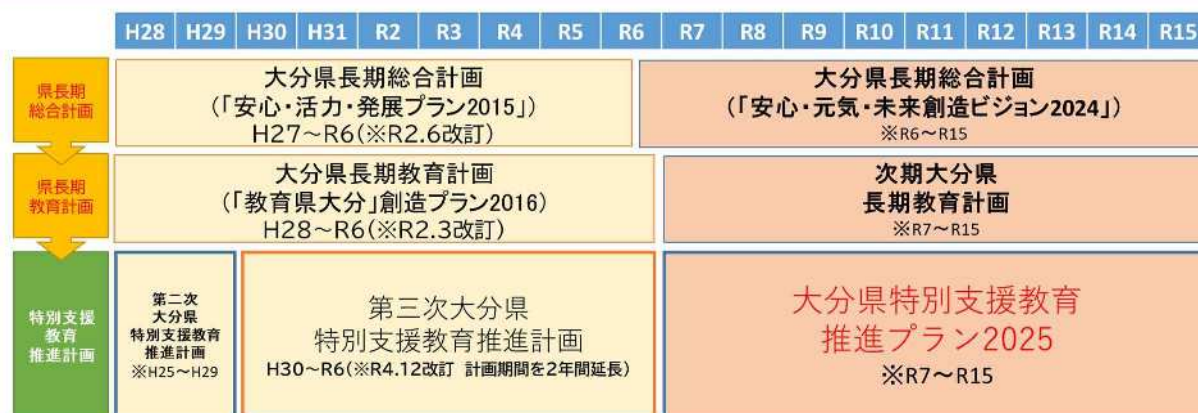 H28 H29 H30 H31 R2 R3 R4 R5 R6 R7 R8 R9 R10 R11 R12 R13 R14 R15
県長期
総合計画
大分県長期総合計画
(「安心・活力・発展プラン2015」)
H27～R6(※R2.6改訂)
大分県長期総合計画
(「安心・元気・未来創造ビジョン2024」)
※R6～R15
県長期
教育計画
大分県長期教育計画
(「教育県大分」創造プラン2016)
H28～R6(※R2.3改訂)
次期大分県
長期教育計画
※R7～R15
特別支援
教育
推進計画
第二次
大分県
特別支援教育
推進計画
※H25～H29
第三次大分県
特別支援教育推進計画
H30～R6(※R4.12改訂 計画期間を2年間延長)
大分県特別支援教育
推進プラン2025
※R7～R15